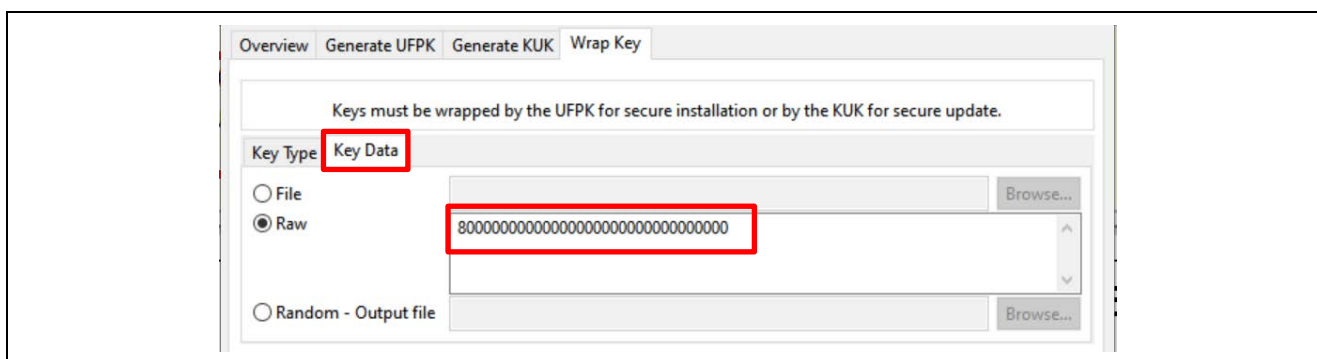 Overview Generate UFPK Generate KUK Wrap Key
Keys must be wrapped by the UFPK for secure installation or by the KUK for secure update.
Key Type Key Data
File Browse...
Raw 80000000000000000000000000000000
Random - Output file Browse...